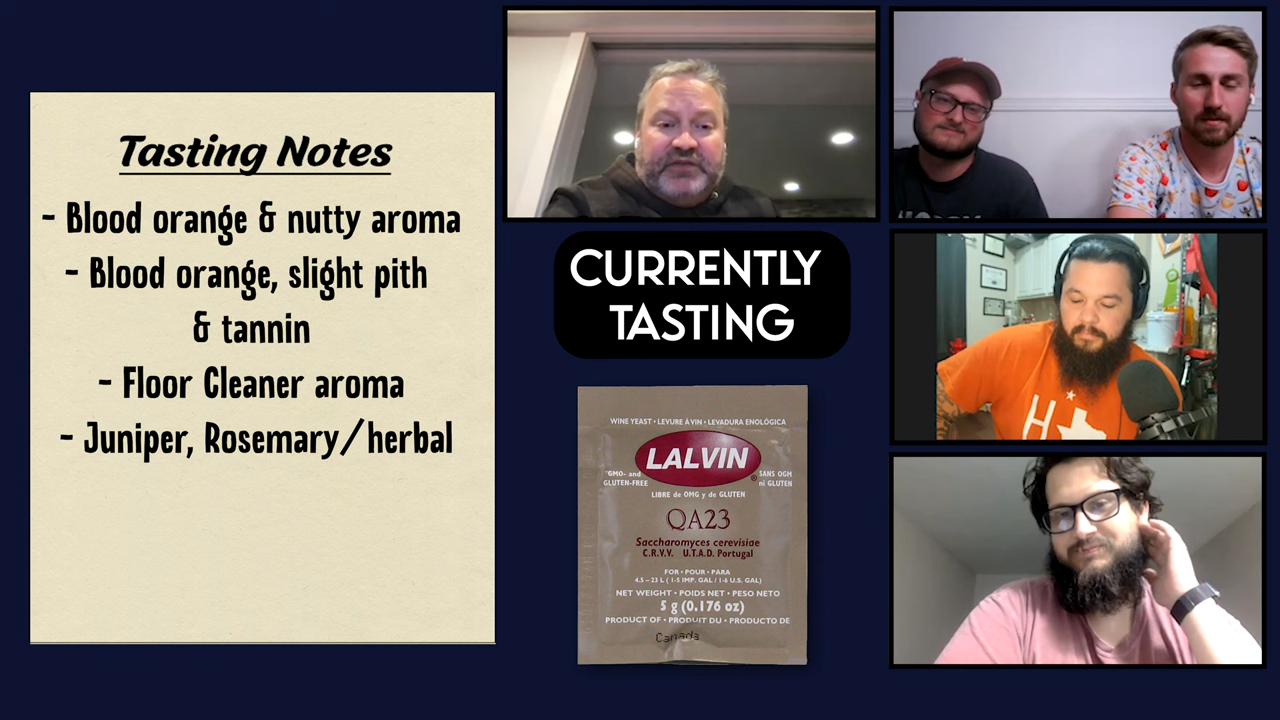 Tasting Notes
- Blood orange & nutty aroma
- Blood orange, slight pith
& tannin
- Floor Cleaner aroma
- Juniper, Rosemary/herbal
CURRENTLY
TASTING
WINE YEAST • LEVURE À VIN • LEVADURA ENOLÓGICA
LALVIN
®
GMO- and
GLUTEN-FREE
SANS OGM
ni GLUTEN
LIBRE de OMG y de GLUTEN
QA23
Saccharomyces cerevisiae
C.R.V.V. U.T.A.D. Portugal
FOR • POUR • PARA
4.5 – 23 L ( 1-5 IMP. GAL / 1-6 U.S. GAL)
NET WEIGHT • POIDS NET • PESO NETO
5 g (0.176 oz)
PRODUCT OF • PRODUIT DU • PRODUCTO DE
Canada
H